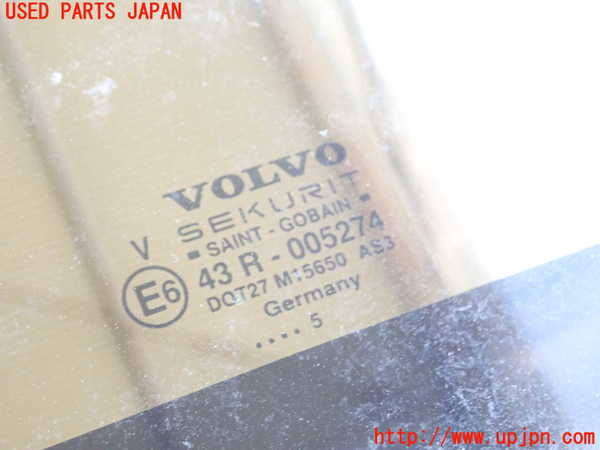 USED PARTS JAPAN
VOLVO
SEKURIT
V ▪ SAINT-GOBAIN ▪
E6 43 R - 005274
DOT27 M15650 AS3
Germany
.... 5
http://www.upjpn.com/